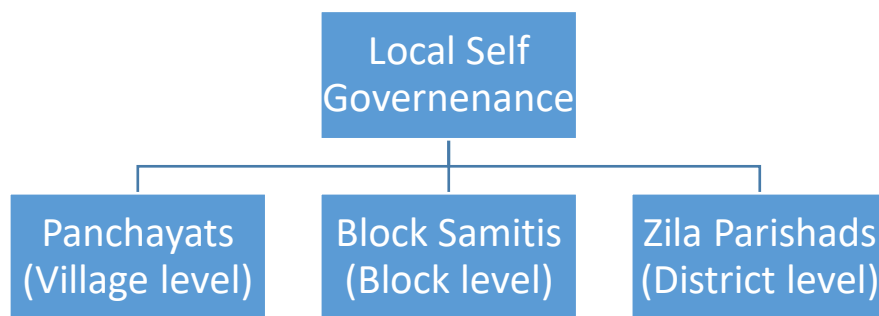 Local Self
Governenance
Panchayats
(Village level)
Block Samitis
(Block level)
Zila Parishads
(District level)